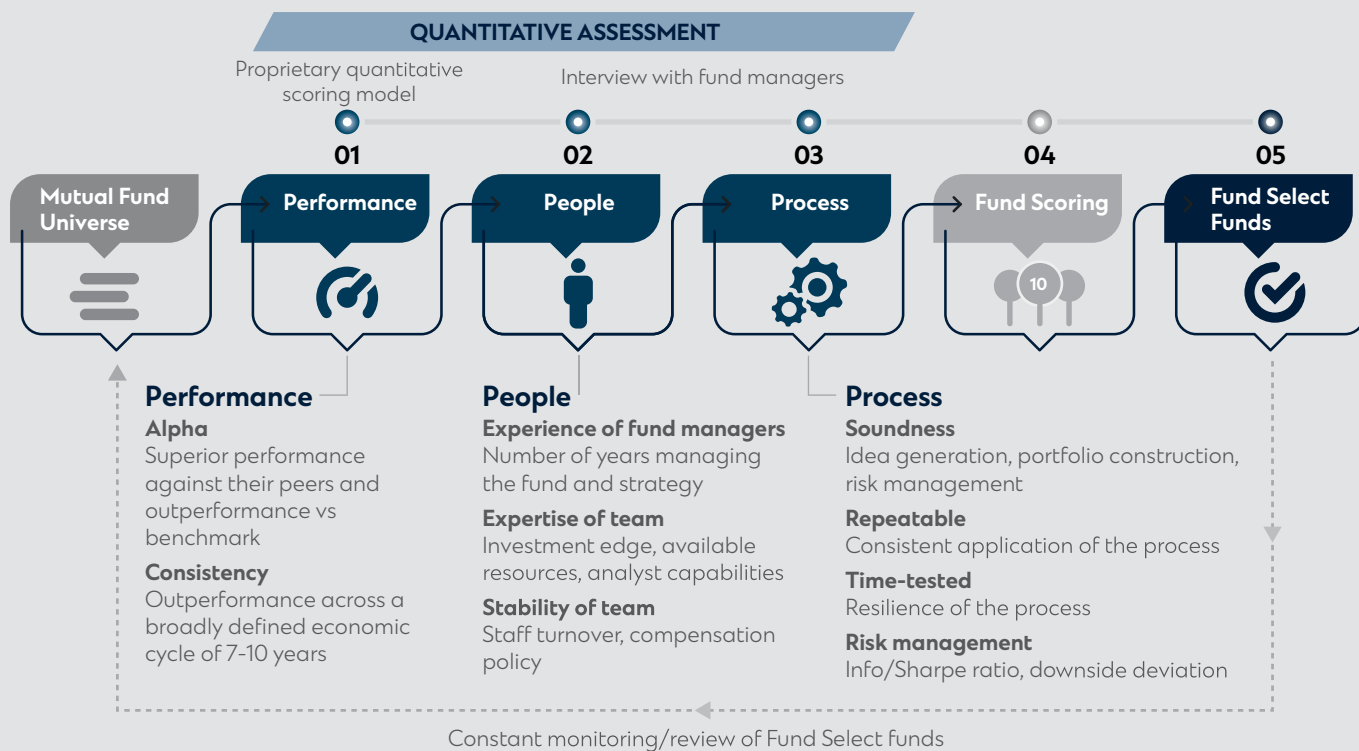 QUANTITATIVE ASSESSMENT
Proprietary quantitative
scoring model
Interview with fund managers
01
02
03
04
05
Mutual Fund
Universe
Performance
People
Process
Fund Scoring
Fund Select
Funds
10
Performance
Alpha
Superior performance
against their peers and
outperformance vs
benchmark
Consistency
Outperformance across a
broadly defined economic
cycle of 7-10 years
People
Experience of fund managers
Number of years managing
the fund and strategy
Expertise of team
Investment edge, available
resources, analyst capabilities
Stability of team
Staff turnover, compensation
policy
Process
Soundness
Idea generation, portfolio construction,
risk management
Repeatable
Consistent application of the process
Time-tested
Resilience of the process
Risk management
Info/Sharpe ratio, downside deviation
Constant monitoring/review of Fund Select funds